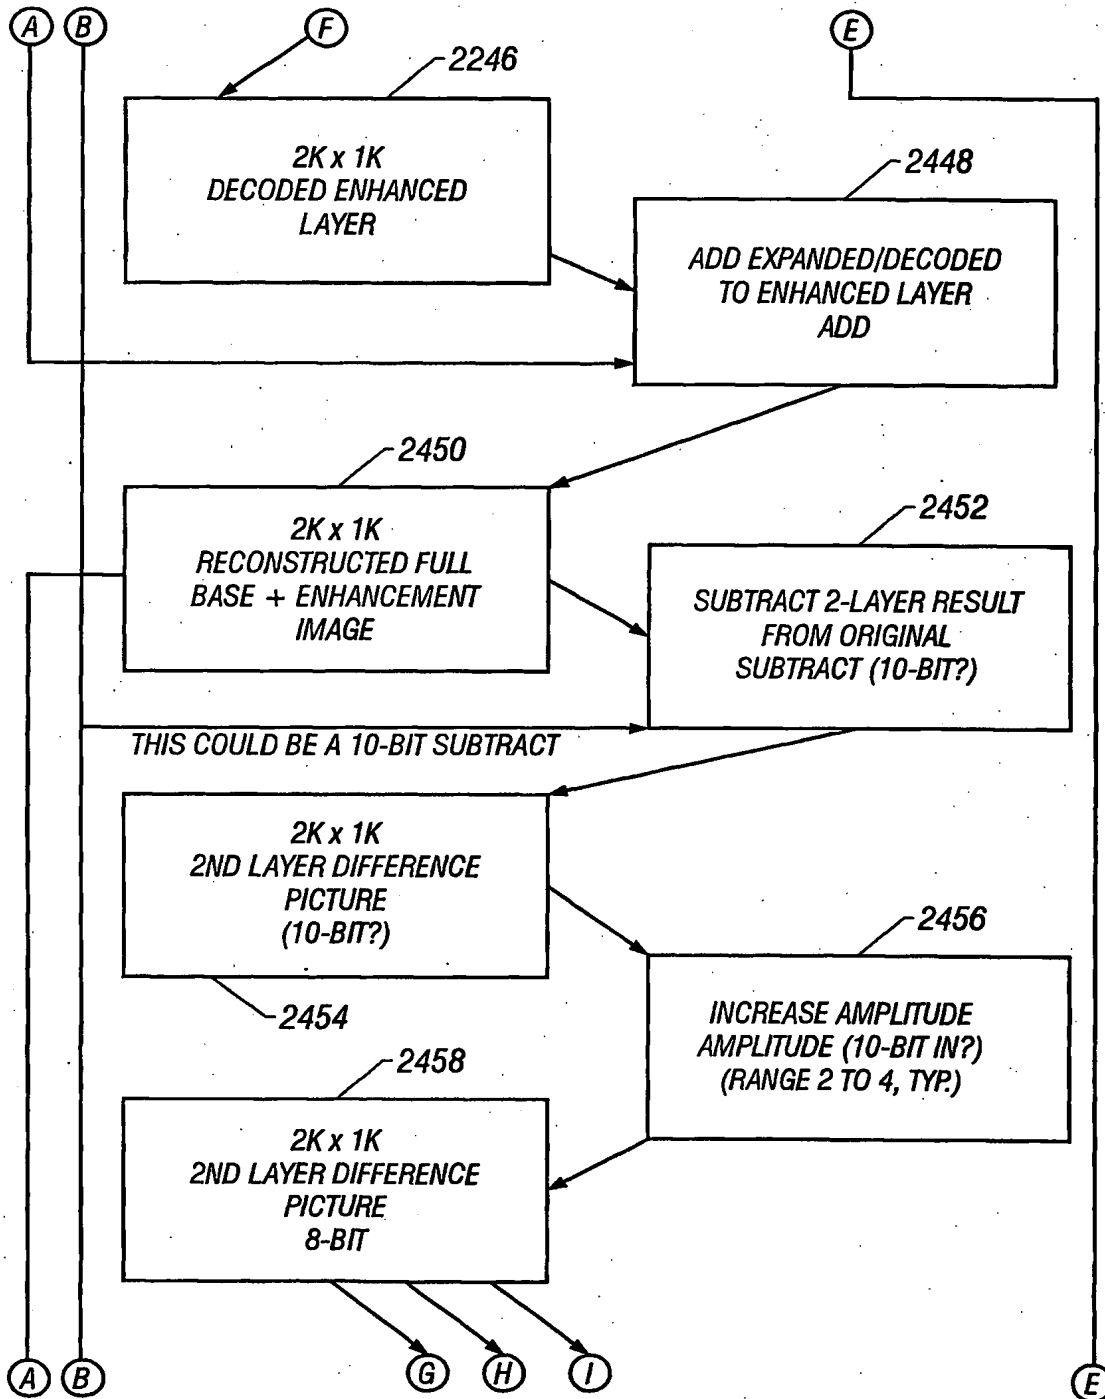 A B F E
2246
2K x 1K
DECODED ENHANCED
LAYER
2448
ADD EXPANDED/DECODED
TO ENHANCED LAYER
ADD
2450
2K x 1K
RECONSTRUCTED FULL
BASE + ENHANCEMENT
IMAGE
2452
SUBTRACT 2-LAYER RESULT
FROM ORIGINAL
SUBTRACT (10-BIT?)
THIS COULD BE A 10-BIT SUBTRACT
2K x 1K
2ND LAYER DIFFERENCE
PICTURE
(10-BIT?)
2454
2456
INCREASE AMPLITUDE
AMPLITUDE (10-BIT IN?)
(RANGE 2 TO 4, TYP.)
2458
2K x 1K
2ND LAYER DIFFERENCE
PICTURE
8-BIT
A B G H I E